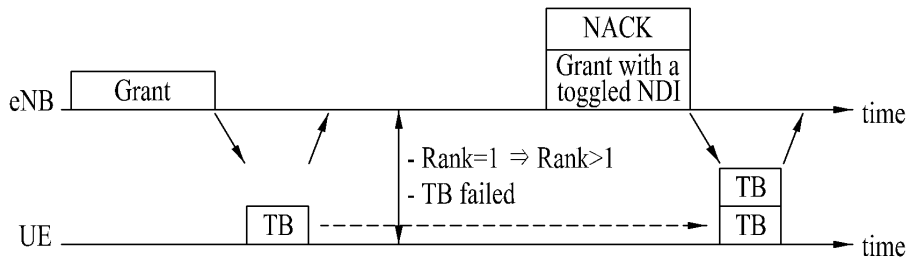 NACK
Grant with a
toggled NDI
Grant
eNB
time
- Rank=1 ⇒ Rank>1
- TB failed
TB
TB
TB
UE
time